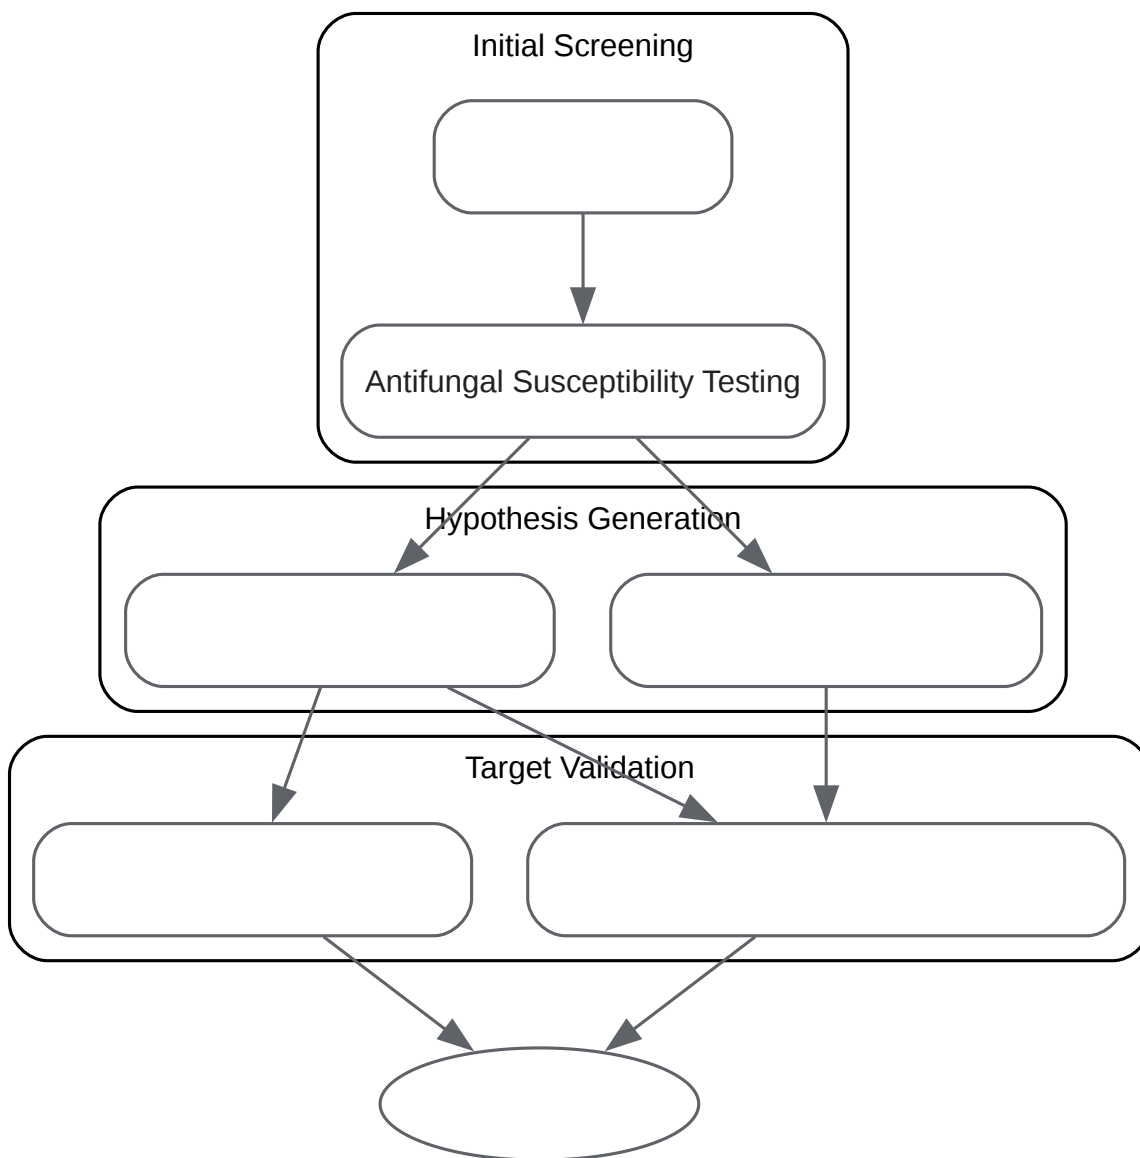 Initial Screening
Antifungal Susceptibility Testing
Hypothesis Generation
Target Validation